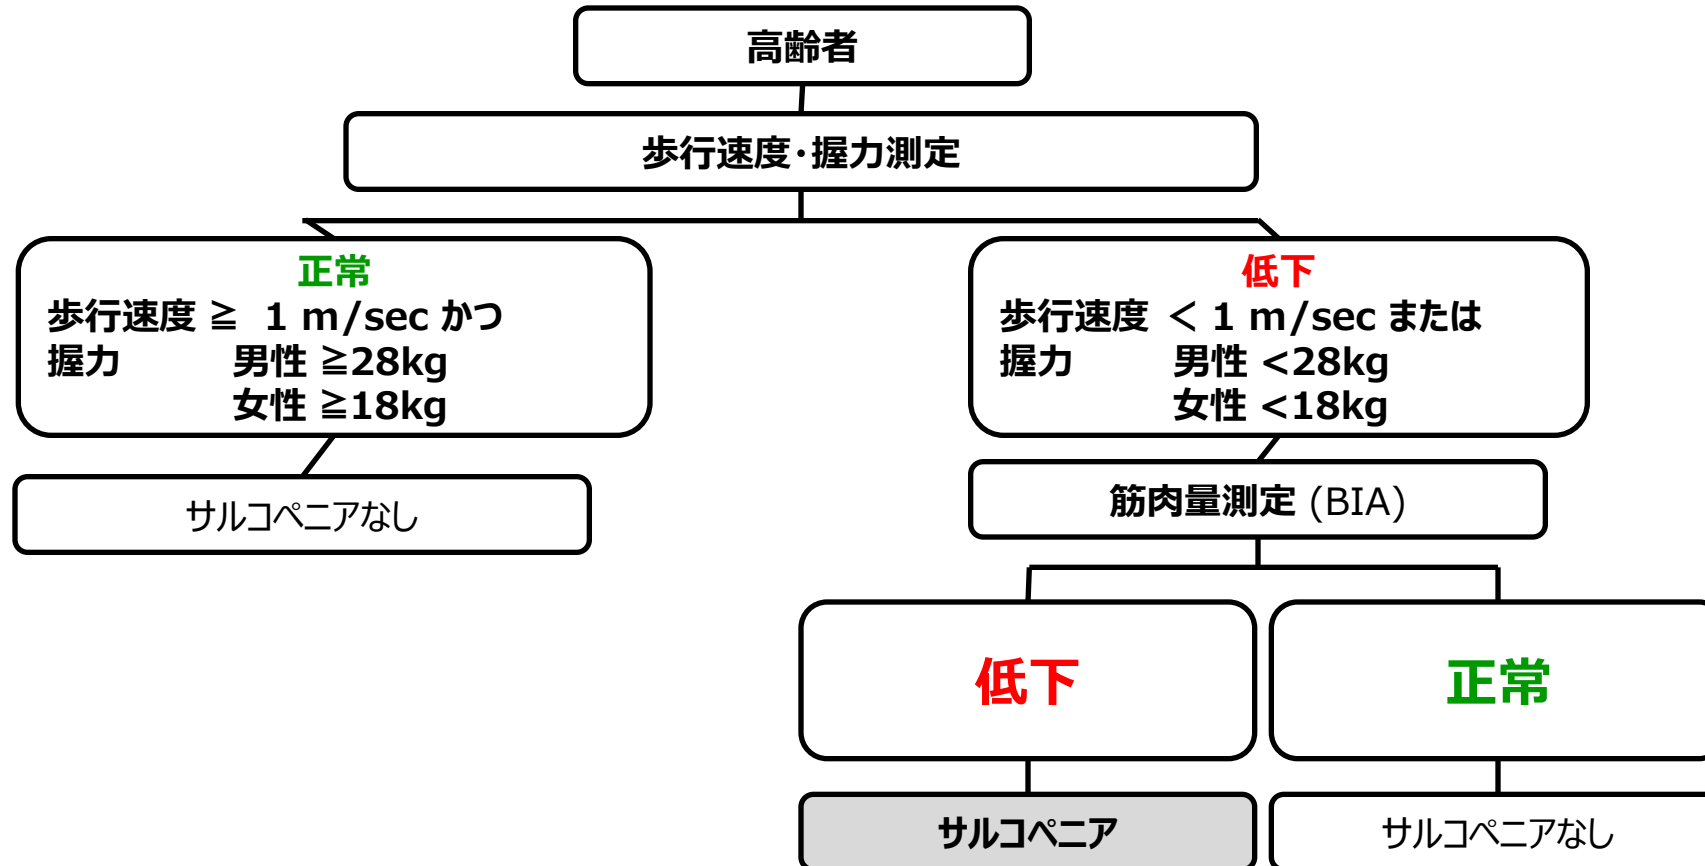 高齢者
歩行速度・握力測定
正常
歩行速度 ≧ 1 m/sec かつ
握力 男性 ≧28kg
女性 ≧18kg
低下
歩行速度 ＜ 1 m/sec または
握力 男性 <28kg
女性 <18kg
サルコペニアなし
筋肉量測定 (BIA)
低下
正常
サルコペニア
サルコペニアなし